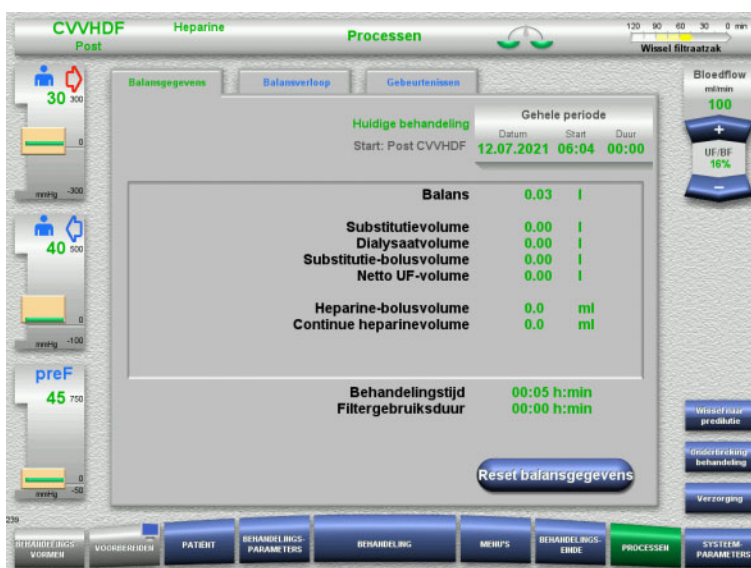 CVVHDF
Post
Heparine
Processen
120 90 60 30 0 min
Wissel filtraatzak
30
300
0
mmHg -300
40
500
0
mmHg -100
preF
45
750
0
mmHg -50
Balansgegevens
Balansverloop
Gebeurtenissen
Huidige behandeling
Start: Post CVVHDF
Gehele periode
Datum Start Duur
12.07.2021 06:04 00:00
Balans 0.03 l
Substitutievolume 0.00 l
Dialysaatvolume 0.00 l
Substitutie-bolusvolume 0.00 l
Netto UF-volume 0.00 l
Heparine-bolusvolume 0.0 ml
Continue heparinevolume 0.0 ml
Behandelingstijd 00:05 h:min
Filtergebruiksduur 00:00 h:min
Reset balansgegevens
Bloedflow
ml/min
100
+
UF/BF
16%
−
Wissel naar
predilutie
Onderbreking
behandeling
Verzorging
239
BEHANDELINGS-
VORMEN
VOORBEREIDEN
PATIËNT
BEHANDELINGS-
PARAMETERS
BEHANDELING
MENU'S
BEHANDELINGS-
EINDE
PROCESSEN
SYSTEEM-
PARAMETERS